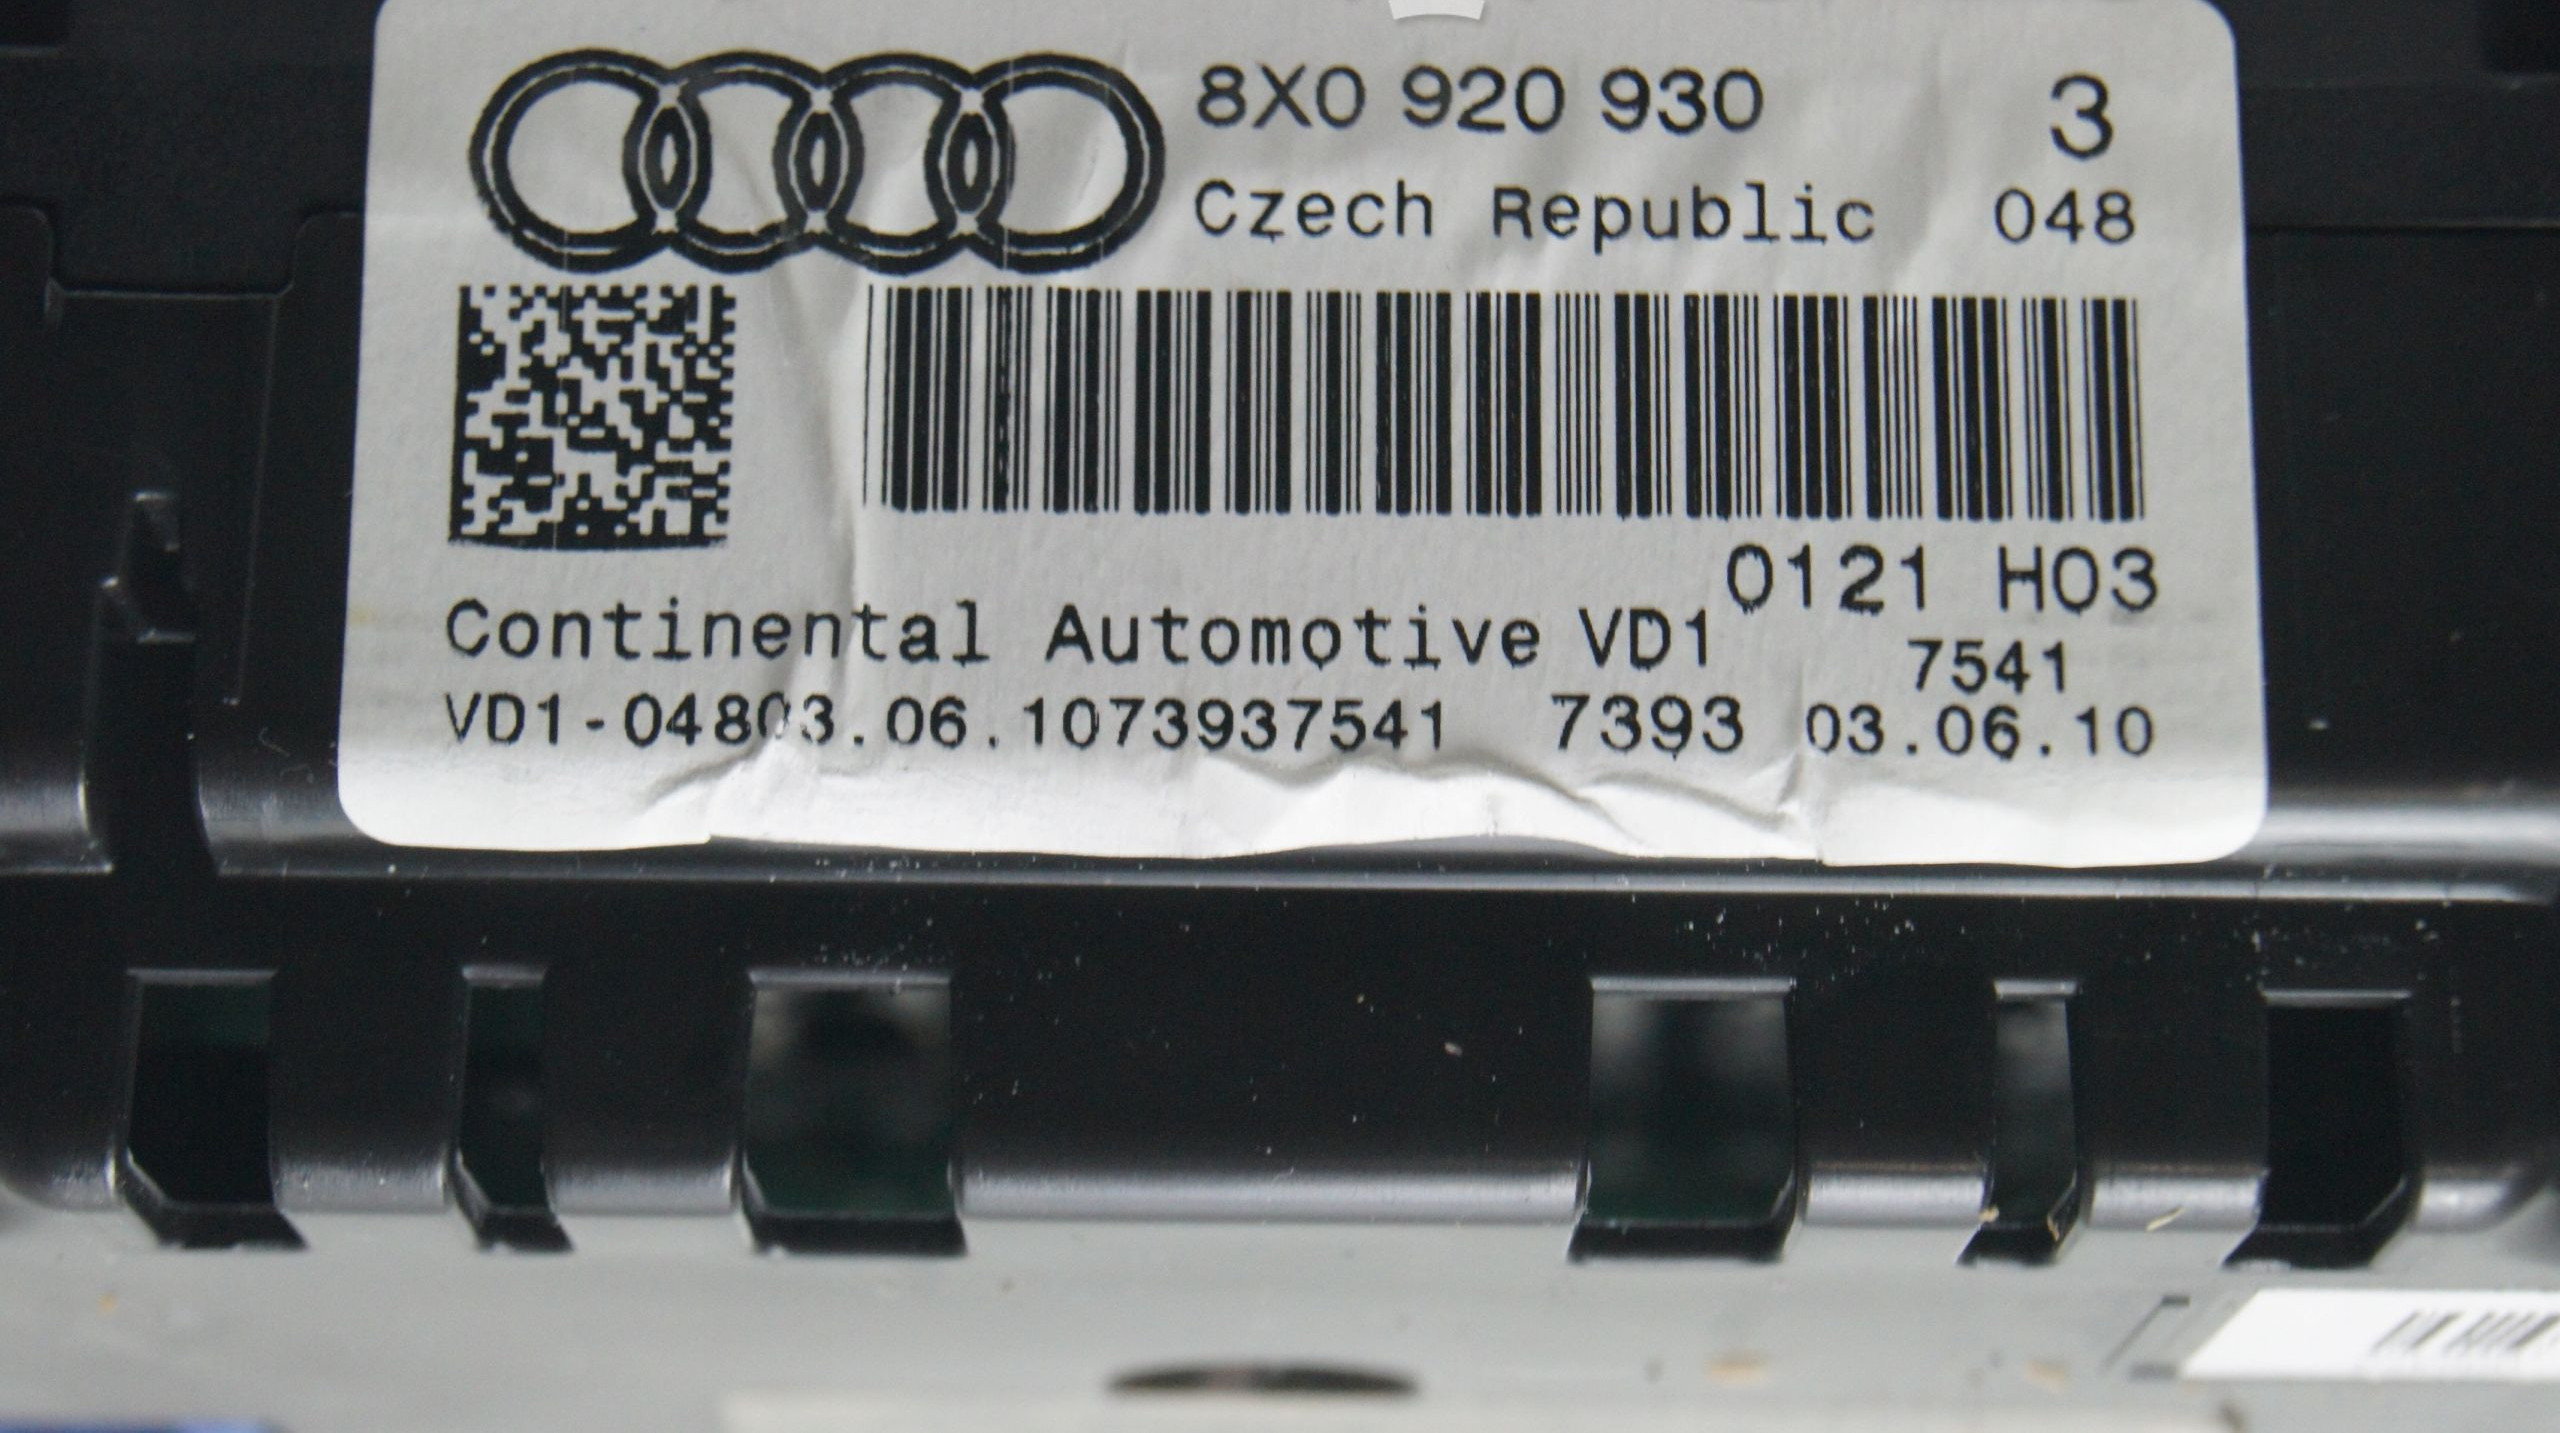 8X0 920 930 3
Czech Republic 048
0121 H03
Continental Automotive VD1 7541
VD1-04803.06.1073937541 7393 03.06.10